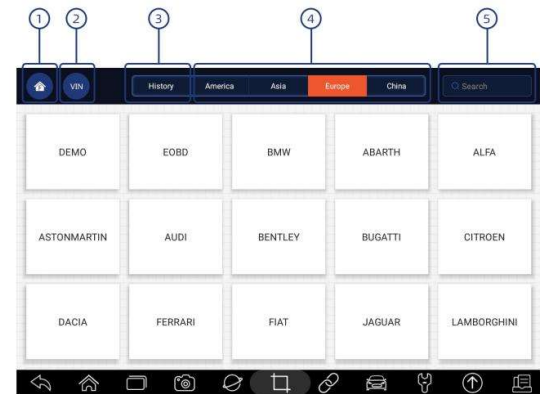 1 2 3 4 5
VIN History America Asia Europe China Search
DEMO EOBD BMW ABARTH ALFA
ASTONMARTIN AUDI BENTLEY BUGATTI CITROEN
DACIA FERRARI FIAT JAGUAR LAMBORGHINI